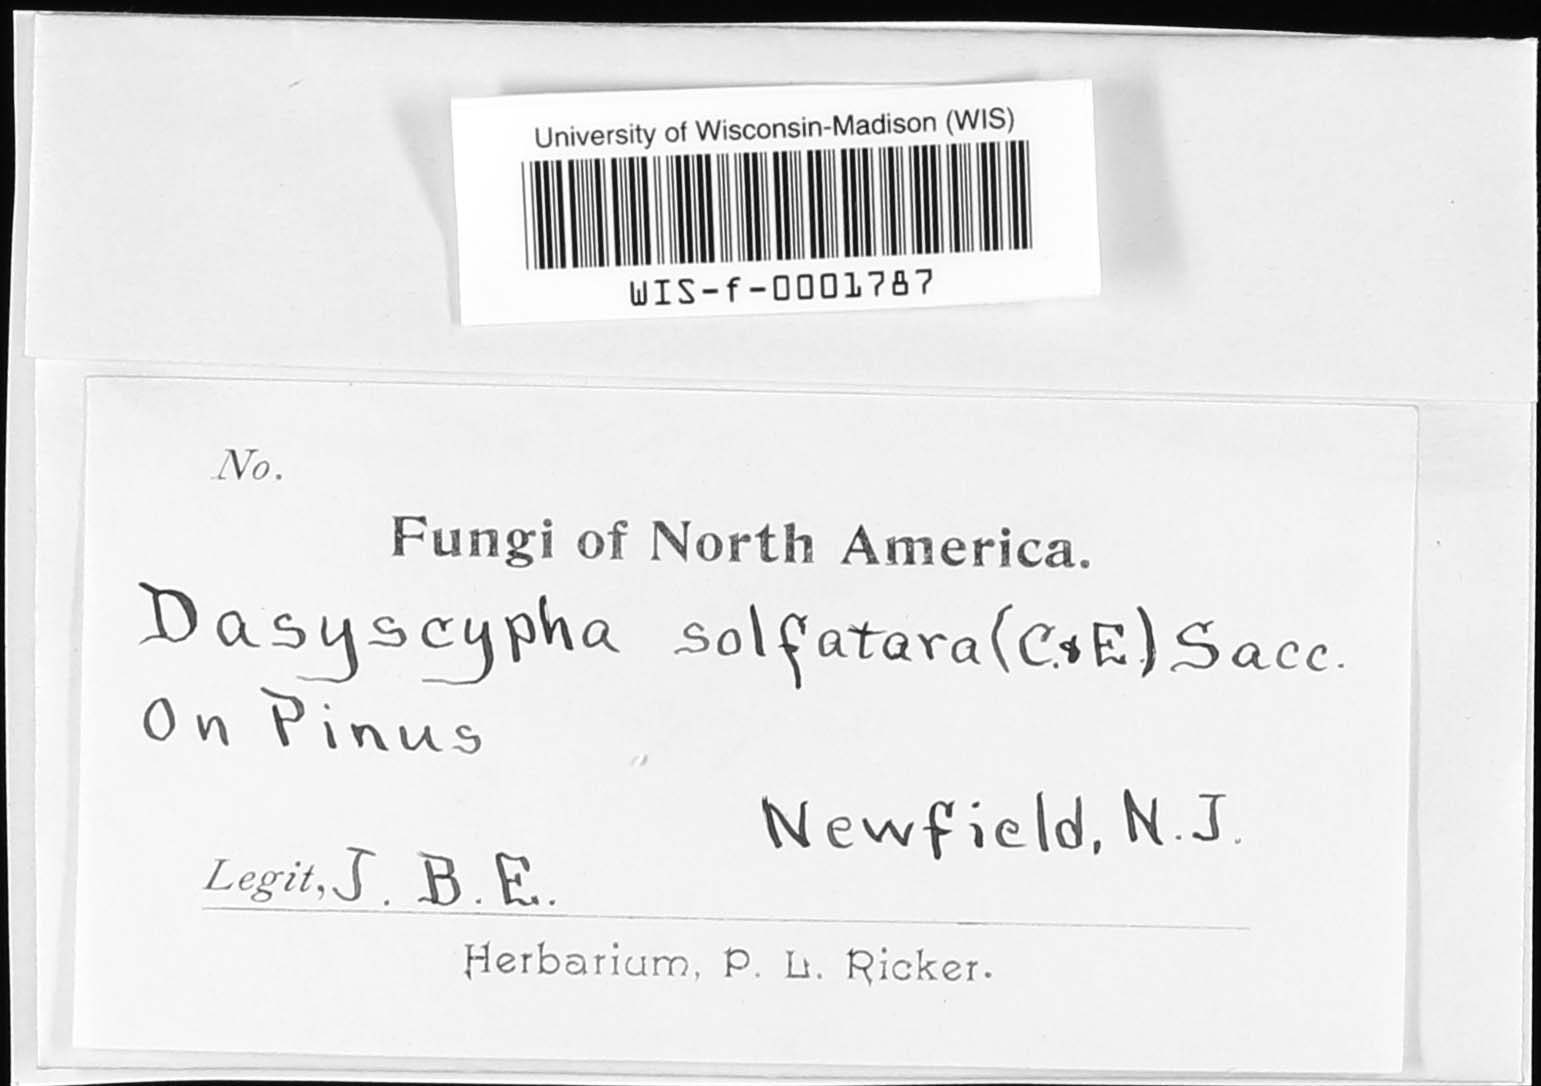 University of Wisconsin-Madison (WIS)
WIS-f-0001787
No.
Fungi of North America.
Dasyscypha solfatara (C.&E.) Sacc.
On Pinus
Newfield, N.J.
Legit, J. B. E.
Herbarium, P. L. Ricker.